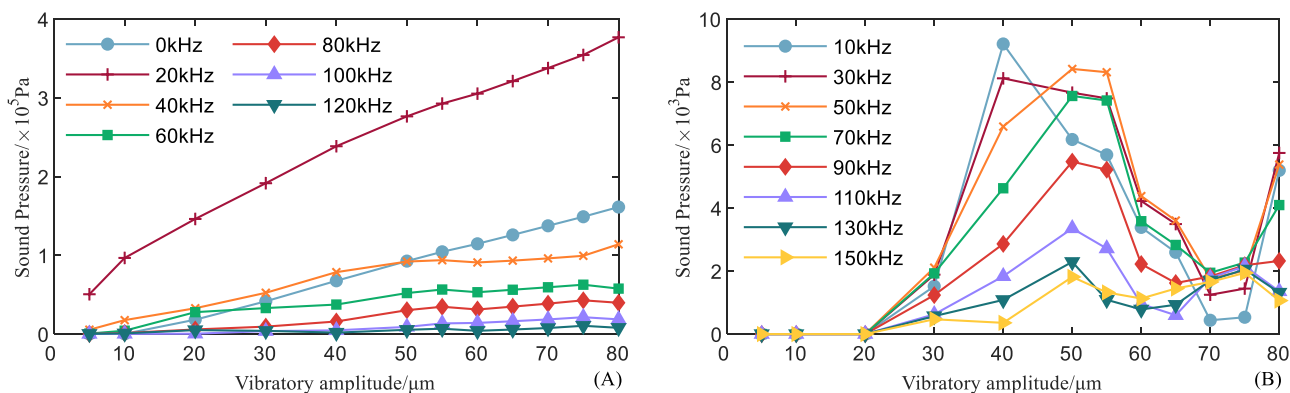 4
3
2
1
0
Sound Pressure/×10⁵Pa
0kHz
20kHz
40kHz
60kHz
80kHz
100kHz
120kHz
0 10 20 30 40 50 60 70 80
Vibratory amplitude/μm
(A)
10
8
6
4
2
0
Sound Pressure/×10³Pa
10kHz
30kHz
50kHz
70kHz
90kHz
110kHz
130kHz
150kHz
0 10 20 30 40 50 60 70 80
Vibratory amplitude/μm
(B)